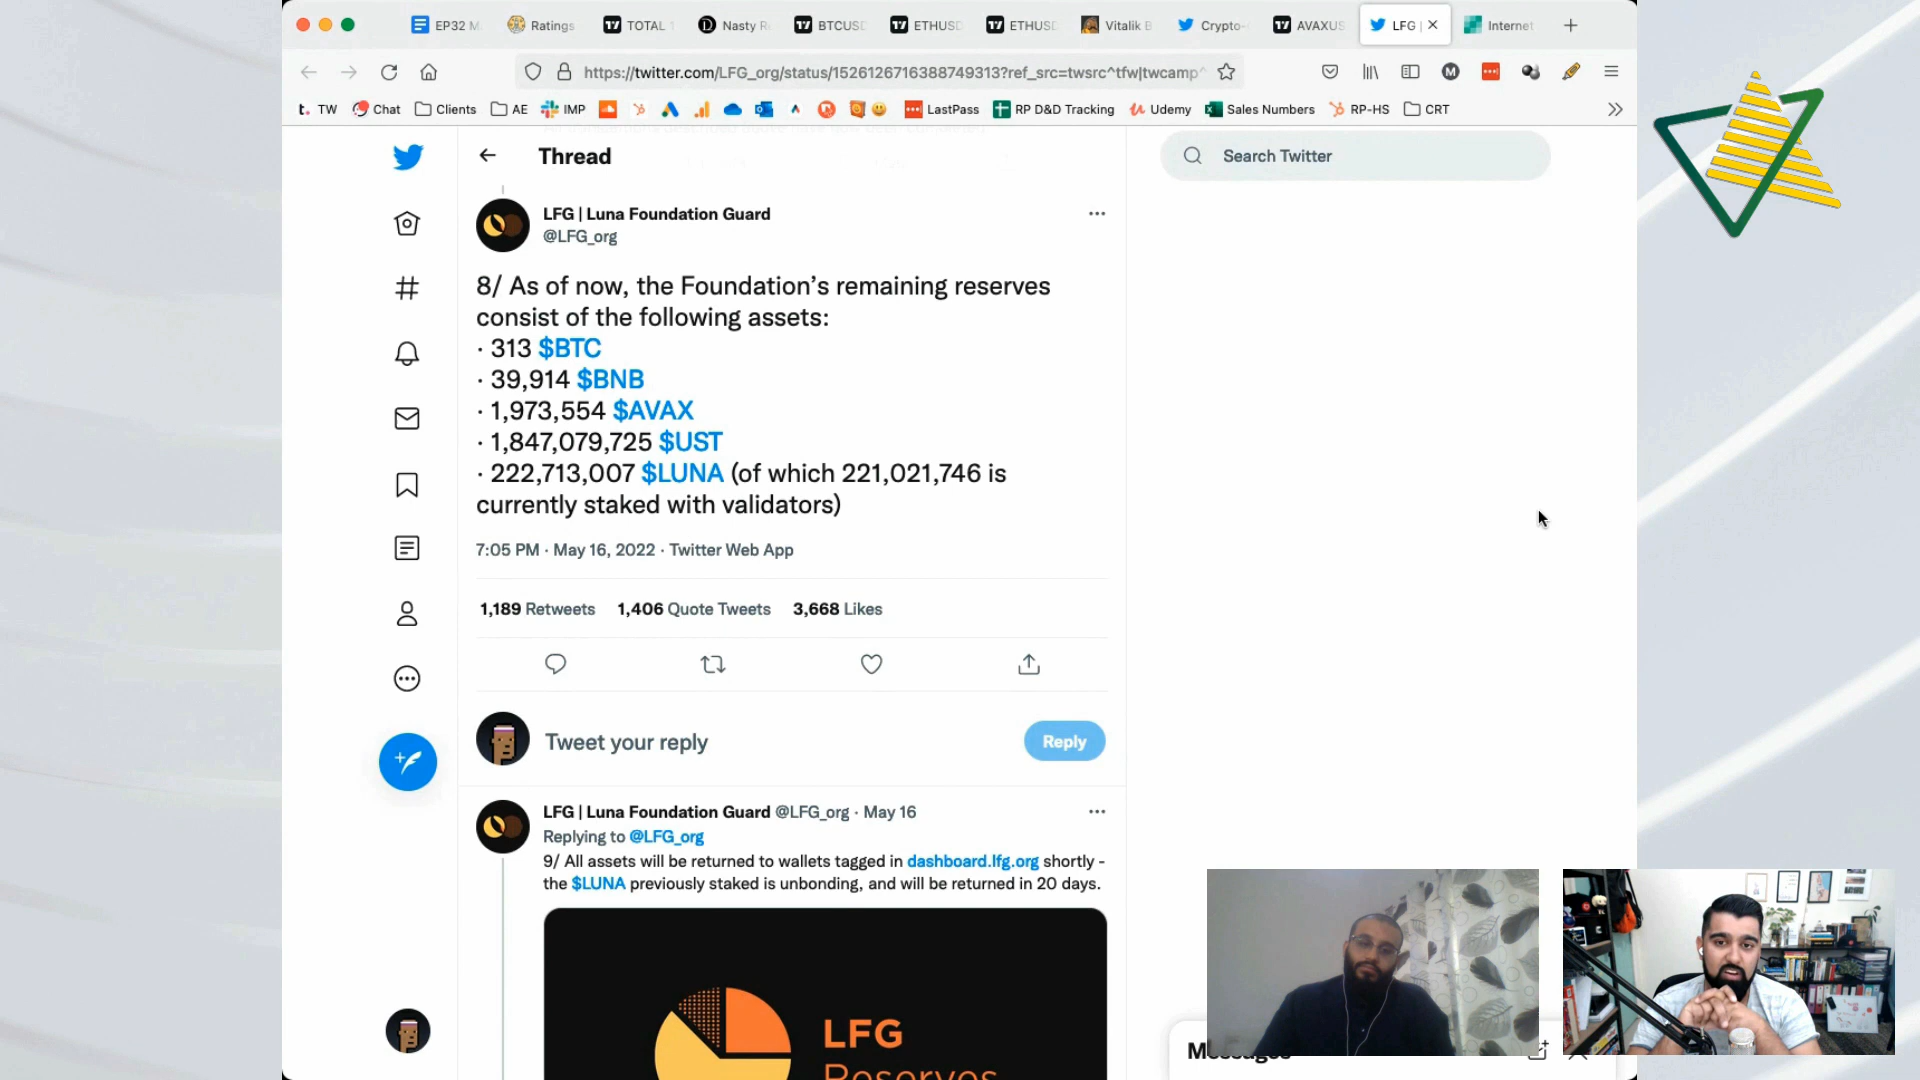 EP32 M
Ratings
TOTAL
Nasty R
BTCUSD
ETHUSD
ETHUSD
Vitalik B
Crypto-
AVAXUS
LFG |
Internet
https://twitter.com/LFG_org/status/1526126716388749313?ref_src=twsrc^tfw|twcamp^
t. TW
Chat
Clients
AE
IMP
LastPass
RP D&D Tracking
Udemy
Sales Numbers
RP-HS
CRT
Thread
Search Twitter
LFG | Luna Foundation Guard
@LFG_org
8/ As of now, the Foundation’s remaining reserves
consist of the following assets:
· 313 $BTC
· 39,914 $BNB
· 1,973,554 $AVAX
· 1,847,079,725 $UST
· 222,713,007 $LUNA (of which 221,021,746 is
currently staked with validators)
7:05 PM · May 16, 2022 · Twitter Web App
1,189 Retweets 1,406 Quote Tweets 3,668 Likes
Tweet your reply
Reply
LFG | Luna Foundation Guard @LFG_org · May 16
Replying to @LFG_org
9/ All assets will be returned to wallets tagged in dashboard.lfg.org shortly -
the $LUNA previously staked is unbonding, and will be returned in 20 days.
LFG
Reserves
Messages